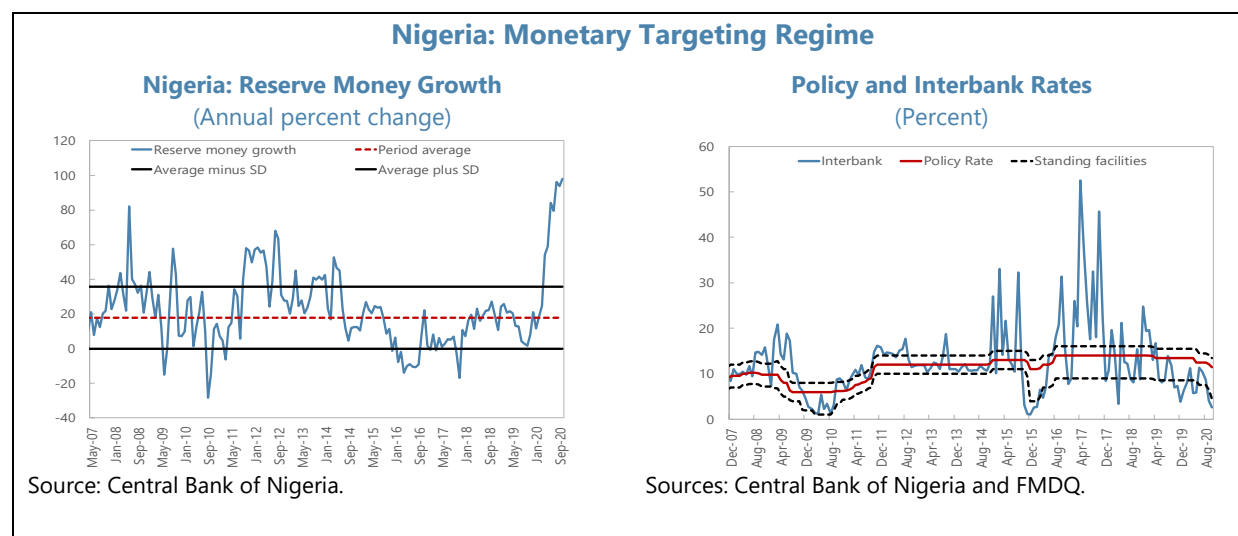 Nigeria: Monetary Targeting Regime
Nigeria: Reserve Money Growth
(Annual percent change)
120
100
80
60
40
20
0
-20
-40
Reserve money growth
Period average
Average minus SD
Average plus SD
May-07
Jan-08
Sep-08
May-09
Jan-10
Sep-10
May-11
Jan-12
Sep-12
May-13
Jan-14
Sep-14
May-15
Jan-16
Sep-16
May-17
Jan-18
Sep-18
May-19
Jan-20
Sep-20
Source: Central Bank of Nigeria.
Policy and Interbank Rates
(Percent)
60
50
40
30
20
10
0
Interbank
Policy Rate
Standing facilities
Dec-07
Aug-08
Apr-09
Dec-09
Aug-10
Apr-11
Dec-11
Aug-12
Apr-13
Dec-13
Aug-14
Apr-15
Dec-15
Aug-16
Apr-17
Dec-17
Aug-18
Apr-19
Dec-19
Aug-20
Sources: Central Bank of Nigeria and FMDQ.